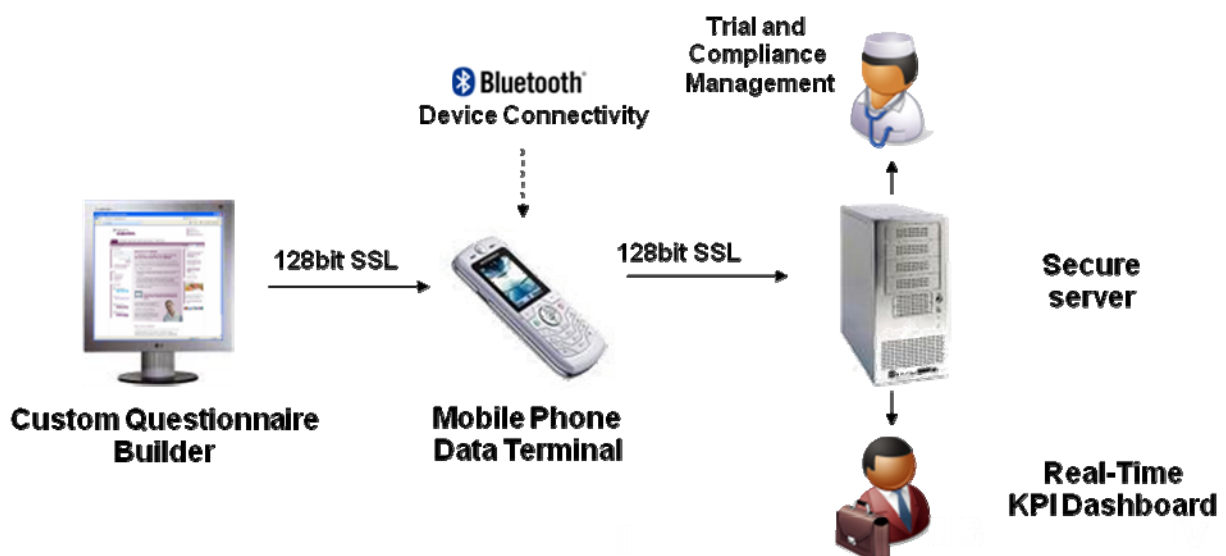 Trial and
Compliance
Management
Bluetooth®
Device Connectivity
128bit SSL
128bit SSL
Secure
server
Custom Questionnaire
Builder
Mobile Phone
Data Terminal
Real-Time
KPI Dashboard